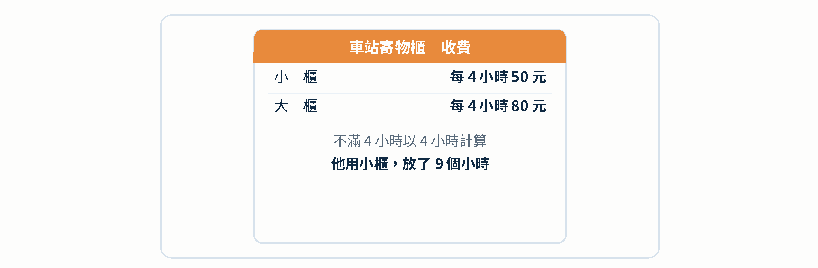 車站寄物櫃　收費
小　櫃　每 4 小時 50 元
大　櫃　每 4 小時 80 元
不滿 4 小時以 4 小時計算
他用小櫃，放了 9 個小時